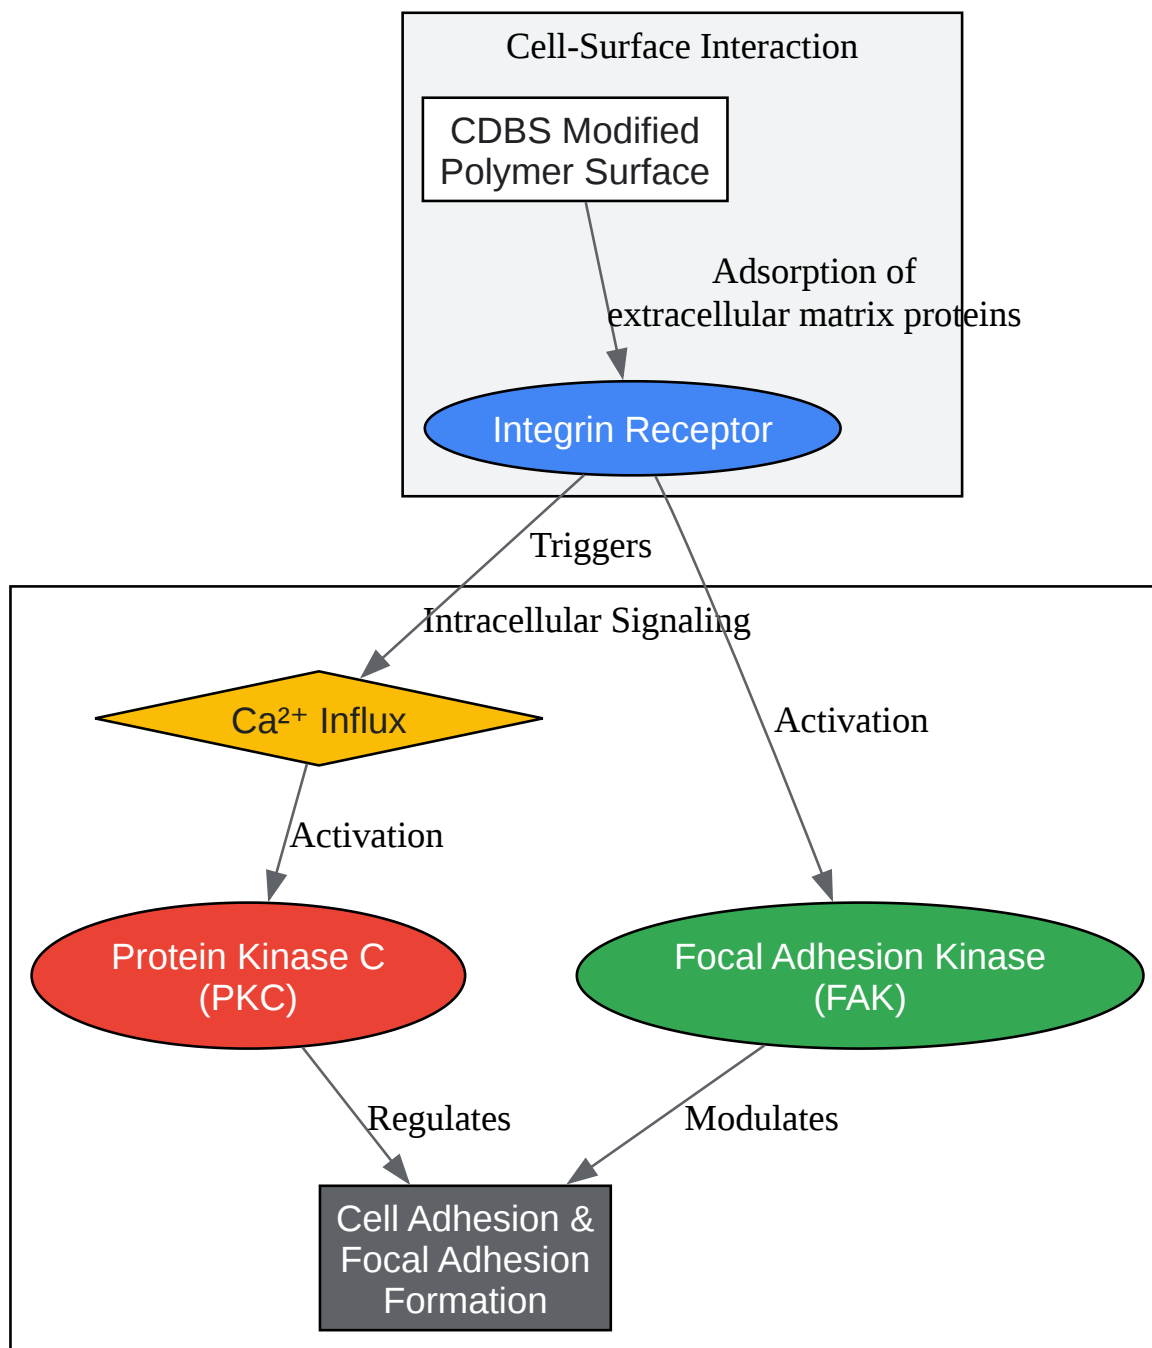 Cell-Surface Interaction
CDBS Modified
Polymer Surface
Adsorption of
extracellular matrix proteins
Integrin Receptor
Triggers
Intracellular Signaling
Ca²⁺ Influx
Activation
Activation
Protein Kinase C
(PKC)
Focal Adhesion Kinase
(FAK)
Regulates
Modulates
Cell Adhesion &
Focal Adhesion
Formation